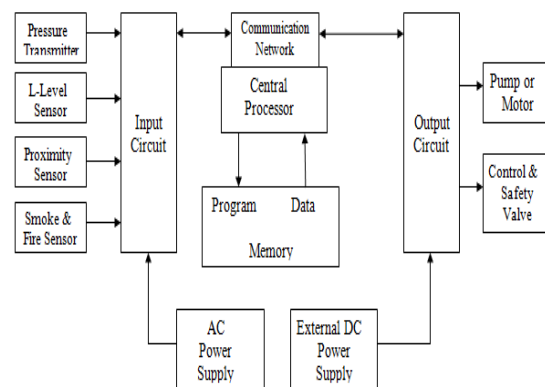 Pressure
Transmitter
L-Level
Sensor
Proximity
Sensor
Smoke &
Fire Sensor
Input
Circuit
Communication
Network
Central
Processor
Program Data
Memory
Output
Circuit
Pump or
Motor
Control &
Safety
Valve
AC
Power
Supply
External DC
Power
Supply